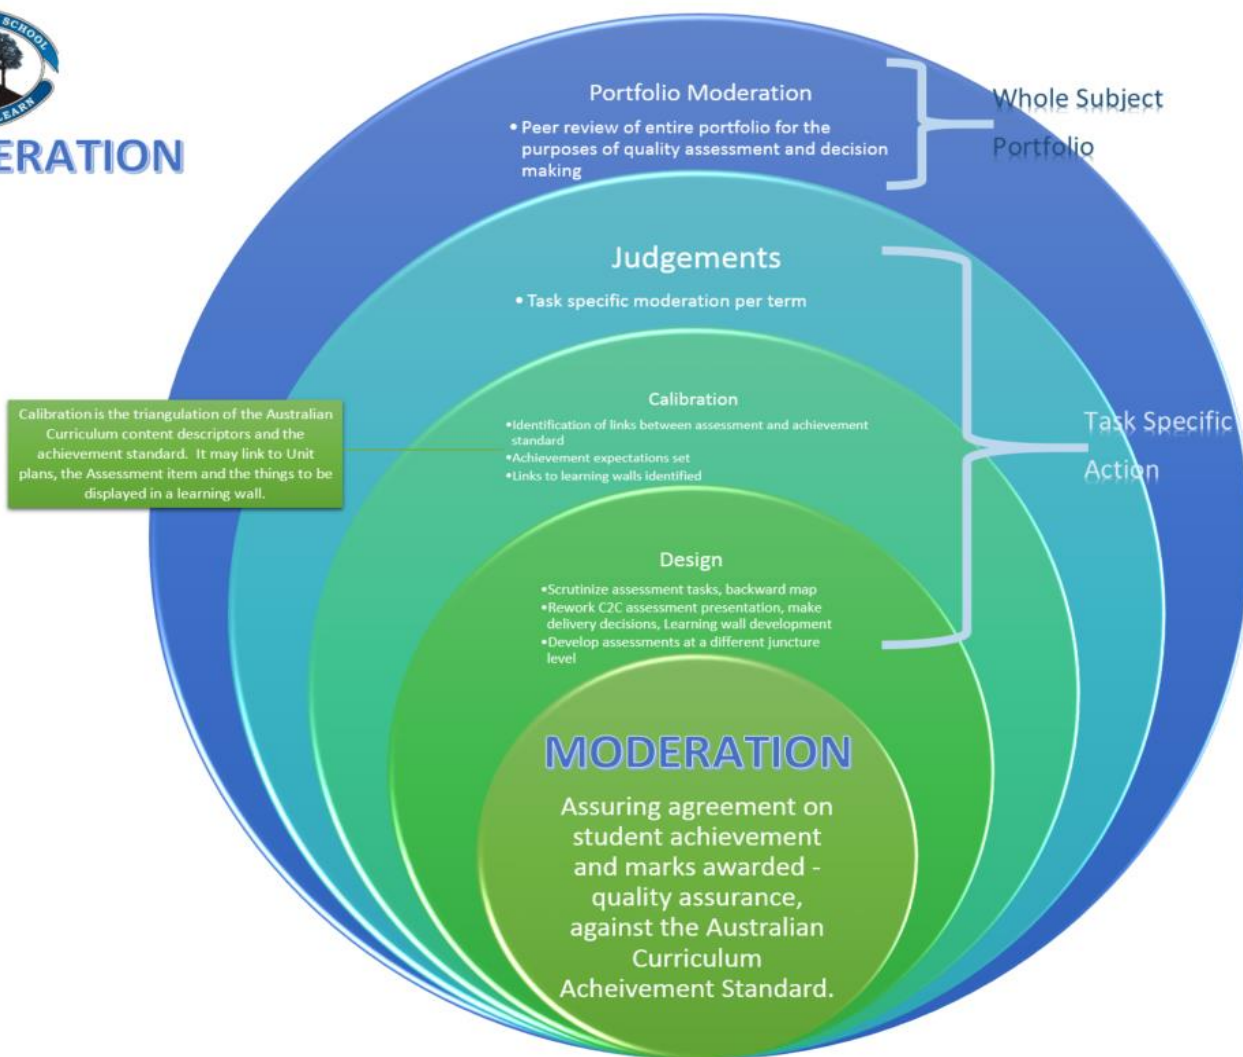 SCHOOL
LEARN
ERATION
Portfolio Moderation
• Peer review of entire portfolio for the
purposes of quality assessment and decision
making
Whole Subject
Portfolio
Judgements
• Task specific moderation per term
Calibration
•Identification of links between assessment and achievement
standard
•Achievement expectations set
•Links to learning walls identified
Calibration is the triangulation of the Australian
Curriculum content descriptors and the
achievement standard. It may link to Unit
plans, the Assessment item and the things to be
displayed in a learning wall.
Task Specific
Action
Design
•Scrutinize assessment tasks, backward map
•Rework C2C assessment presentation, make
delivery decisions, Learning wall development
•Develop assessments at a different juncture
level
MODERATION
Assuring agreement on
student achievement
and marks awarded -
quality assurance,
against the Australian
Curriculum
Acheivement Standard.